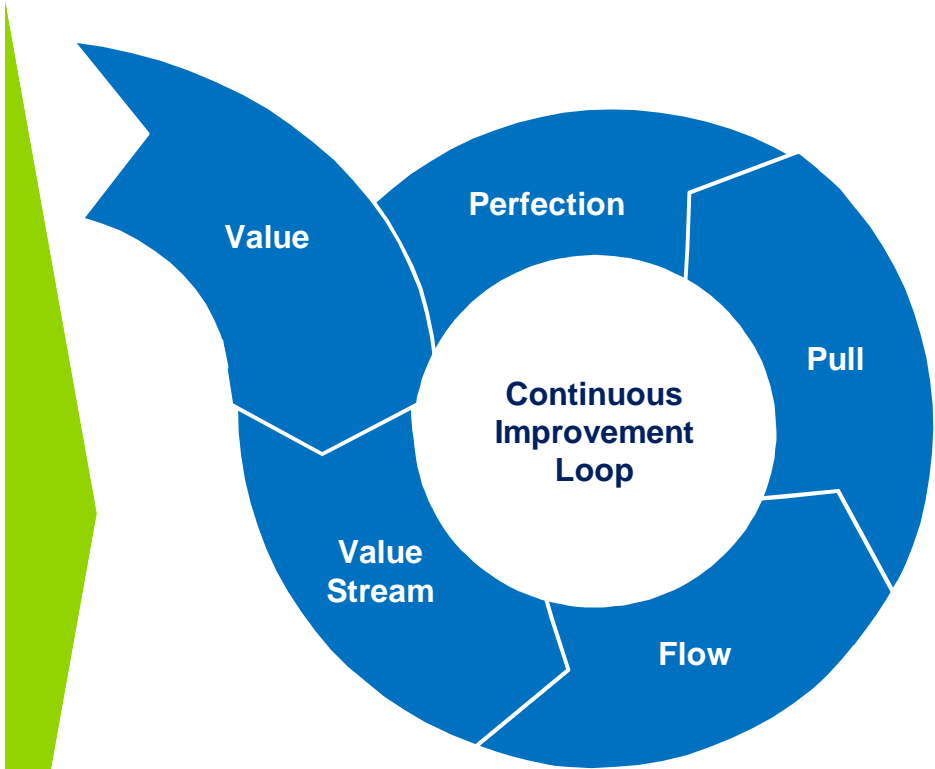 Value
Perfection
Pull
Continuous
Improvement
Loop
Value
Stream
Flow